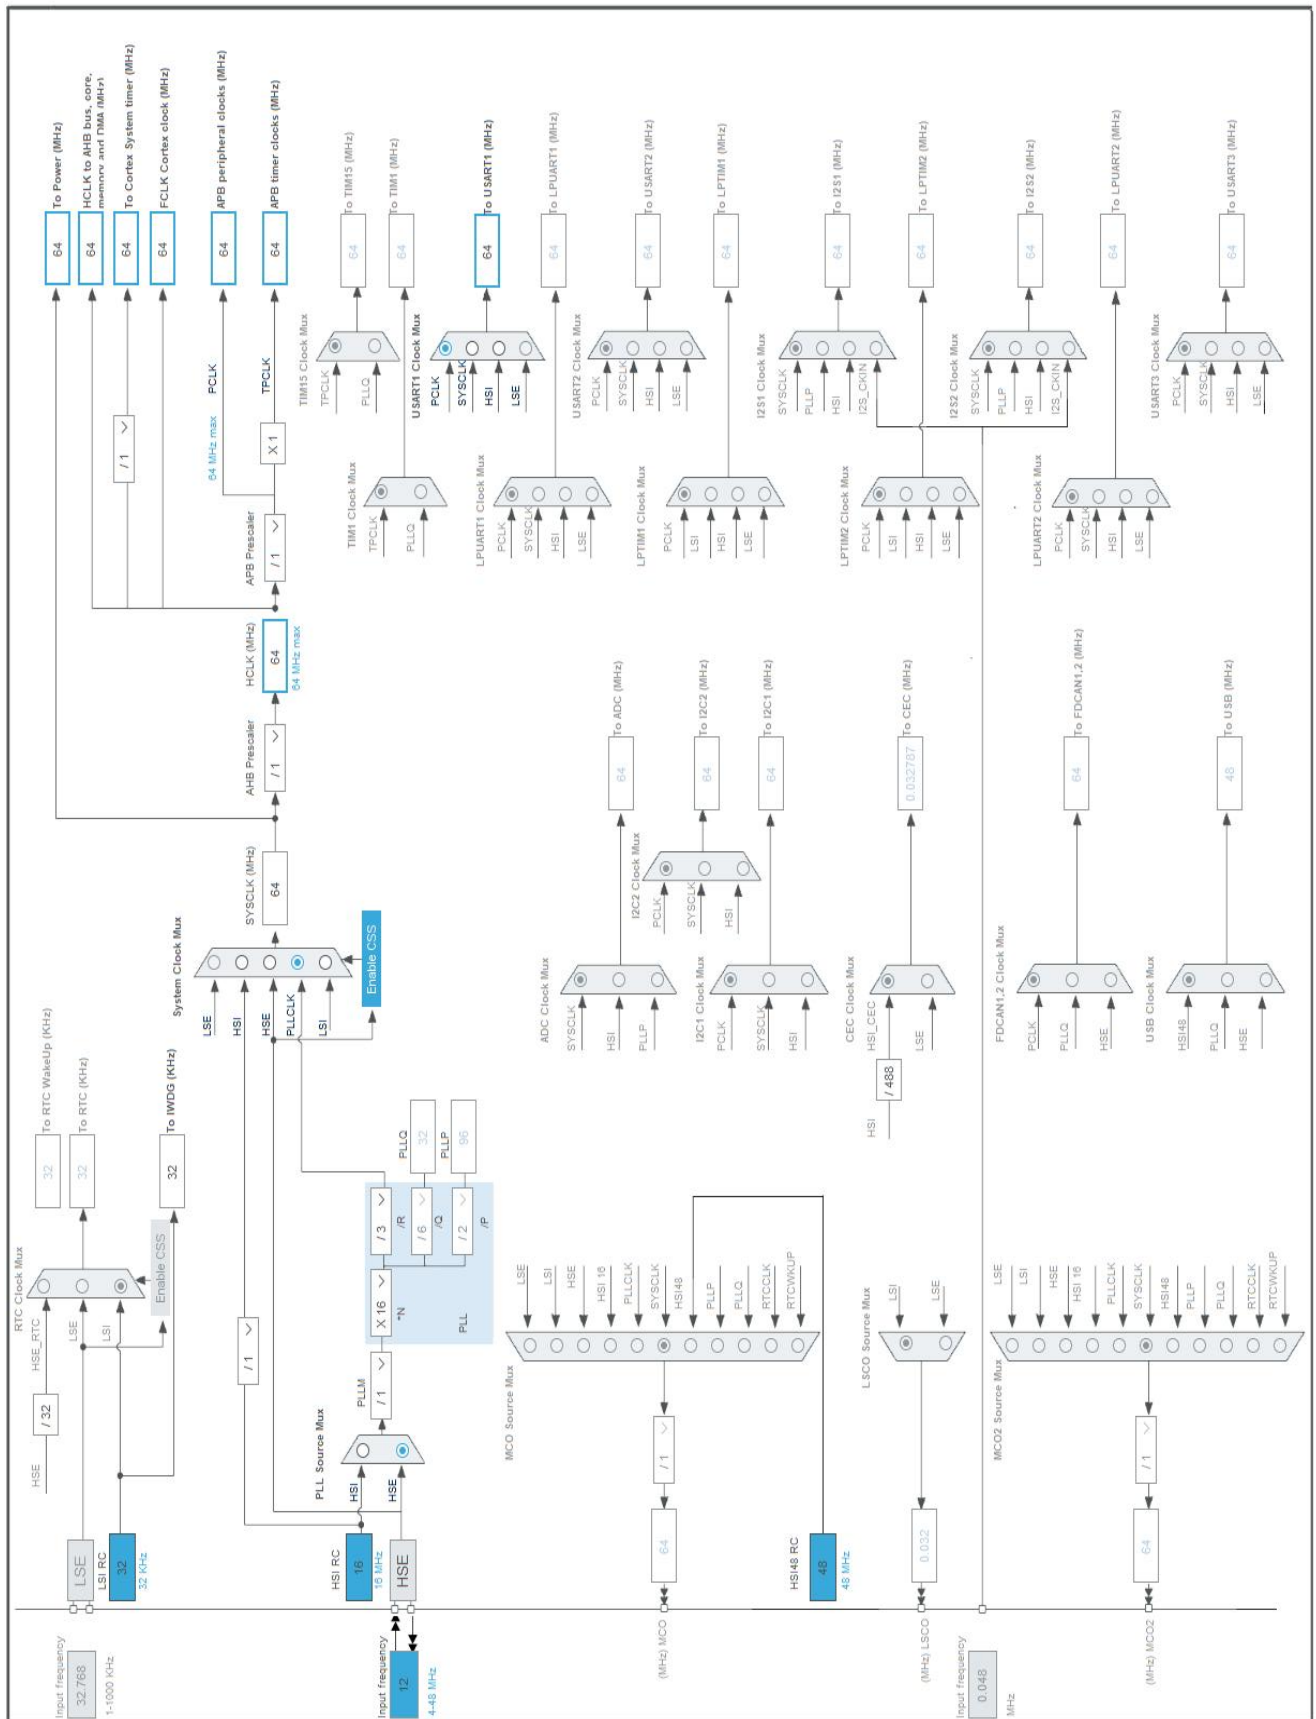 Input frequency
32.768
1-1000 KHz
LSE
LSI RC
32
32 KHz
HSE
/ 32
HSE_RTC
LSE
LSI
RTC Clock Mux
Enable CSS
32
To RTC WakeUp (KHz)
32
To RTC (KHz)
32
To IWDG (KHz)
Input frequency
12
4-48 MHz
HSI RC
16
16 MHz
HSE
PLL Source Mux
HSI
HSE
PLLM
/ 1
/ 1
X 16
*N
PLL
/ 3
/R
/ 6
/Q
/ 2
/P
PLLQ
32
PLLP
96
System Clock Mux
LSE
HSI
HSE
PLLCLK
LSI
Enable CSS
SYSCLK (MHz)
64
AHB Prescaler
/ 1
HCLK (MHz)
64
64 MHz max
APB Prescaler
/ 1
/ 1
X 1
64 MHz max
PCLK
TPCLK
64
To Power (MHz)
64
HCLK to AHB bus, core,
memory and DMA (MHz)
64
To Cortex System timer (MHz)
64
FCLK Cortex clock (MHz)
64
APB peripheral clocks (MHz)
64
APB timer clocks (MHz)
TIM15 Clock Mux
TPCLK
PLLQ
64
To TIM15 (MHz)
TIM1 Clock Mux
TPCLK
PLLQ
64
To TIM1 (MHz)
USART1 Clock Mux
PCLK
SYSCLK
HSI
LSE
64
To USART1 (MHz)
LPUART1 Clock Mux
PCLK
SYSCLK
HSI
LSE
64
To LPUART1 (MHz)
USART2 Clock Mux
PCLK
SYSCLK
HSI
LSE
64
To USART2 (MHz)
LPTIM1 Clock Mux
PCLK
LSI
HSI
LSE
64
To LPTIM1 (MHz)
I2S1 Clock Mux
SYSCLK
PLLP
HSI
I2S_CKIN
64
To I2S1 (MHz)
LPTIM2 Clock Mux
PCLK
LSI
HSI
LSE
64
To LPTIM2 (MHz)
I2S2 Clock Mux
SYSCLK
PLLP
HSI
I2S_CKIN
64
To I2S2 (MHz)
LPUART2 Clock Mux
PCLK
SYSCLK
HSI
LSE
64
To LPUART2 (MHz)
USART3 Clock Mux
PCLK
SYSCLK
HSI
LSE
64
To USART3 (MHz)
ADC Clock Mux
SYSCLK
HSI
PLLP
64
To ADC (MHz)
I2C2 Clock Mux
PCLK
SYSCLK
HSI
64
To I2C2 (MHz)
I2C1 Clock Mux
PCLK
SYSCLK
HSI
64
To I2C1 (MHz)
CEC Clock Mux
HSI
/ 488
HSI_CEC
LSE
0.032787
To CEC (MHz)
FDCAN1,2 Clock Mux
PCLK
PLLQ
HSE
64
To FDCAN1,2 (MHz)
USB Clock Mux
HSI48
PLLQ
HSE
48
To USB (MHz)
MCO Source Mux
LSE
LSI
HSE
HSI 16
PLLCLK
SYSCLK
HSI48
PLLP
PLLQ
RTCCLK
RTCWKUP
/ 1
64
(MHz) MCO
HSI48 RC
48
48 MHz
LSCO Source Mux
LSI
LSE
0.032
(MHz) LSCO
Input frequency
0.048
MHz
MCO2 Source Mux
LSE
LSI
HSE
HSI 16
PLLCLK
SYSCLK
HSI48
PLLP
PLLQ
RTCCLK
RTCWKUP
/ 1
64
(MHz) MCO2